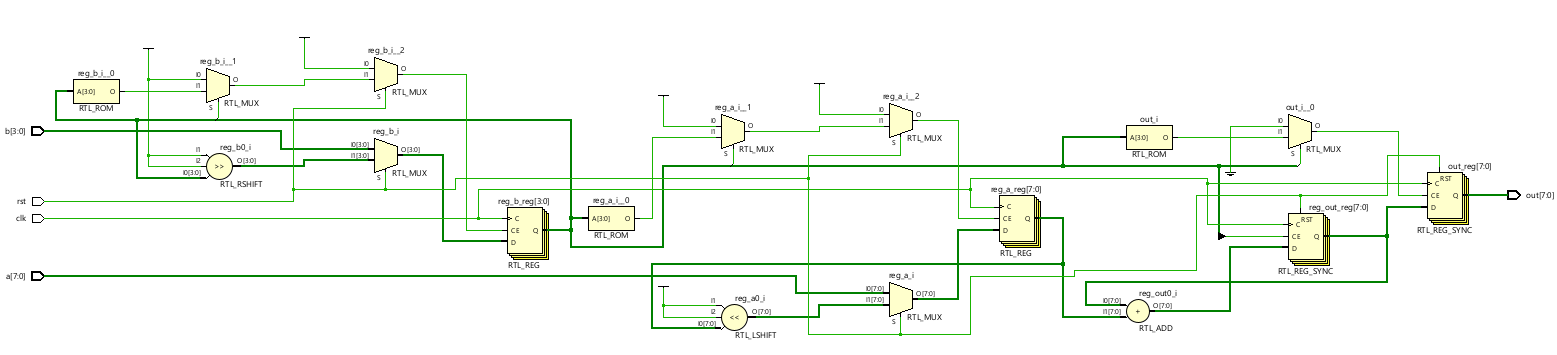 reg_b_i__2
reg_b_i__1
I0
I1
S
O
RTL_MUX
reg_b_i__0
A[3:0]
O
RTL_ROM
I0
I1
S
O
RTL_MUX
b[3:0]
reg_b_i
I0[3:0]
I1[3:0]
S
O[3:0]
RTL_MUX
reg_b0_i
I1
I2
I0[3:0]
>>
O[3:0]
RTL_RSHIFT
rst
clk
reg_b_reg[3:0]
C
CE
D
Q
RTL_REG
reg_a_i__0
A[3:0]
O
RTL_ROM
reg_a_i__1
I0
I1
S
O
RTL_MUX
reg_a_i__2
I0
I1
S
O
RTL_MUX
out_i
A[3:0]
O
RTL_ROM
out_i__0
I0
I1
S
O
RTL_MUX
reg_a_reg[7:0]
C
CE
D
Q
RTL_REG
out_reg[7:0]
RST
C
CE
D
Q
RTL_REG_SYNC
out[7:0]
reg_out_reg[7:0]
RST
C
CE
D
Q
RTL_REG_SYNC
a[7:0]
reg_a0_i
I1
I2
I0[7:0]
<<
O[7:0]
RTL_LSHIFT
reg_a_i
I0[7:0]
I1[7:0]
S
O[7:0]
RTL_MUX
reg_out0_i
I0[7:0]
I1[7:0]
+
O[7:0]
RTL_ADD